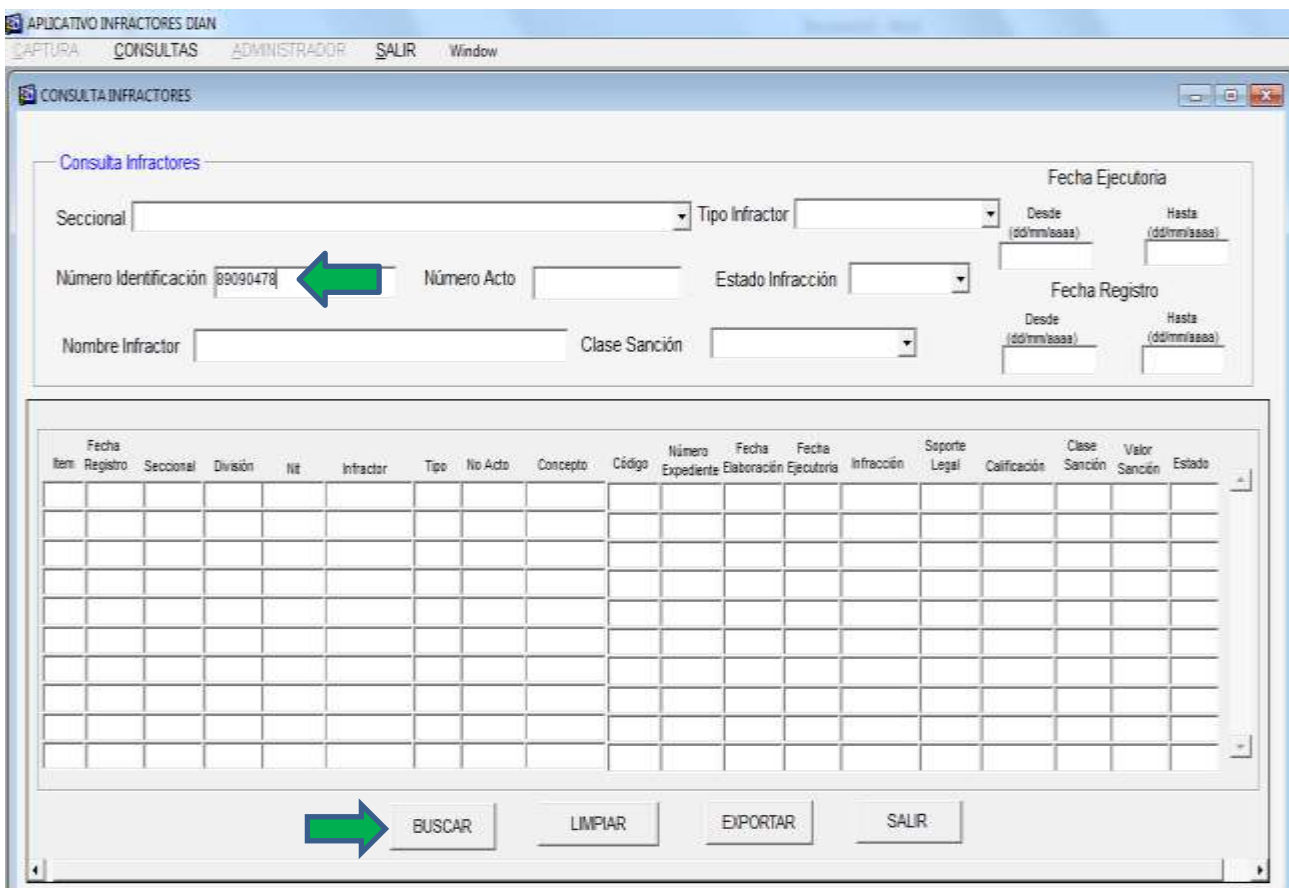 APLICATIVO INFRACTORES DIAN
CAPTURA CONSULTAS ADMINISTRADOR SALIR Window
CONSULTA INFRACTORES
Consulta Infractores
Fecha Ejecutoria
Seccional Tipo Infractor Desde Hasta
(dd/mm/aaaa) (dd/mm/aaaa)
Número Identificación 89090478 Número Acto Estado Infracción
Fecha Registro
Nombre Infractor Clase Sanción Desde Hasta
(dd/mm/aaaa) (dd/mm/aaaa)
Item Fecha Registro Seccional División Nit Infractor Tipo No Acto Concepto Código Número Expediente Fecha Elaboración Fecha Ejecutoria Infracción Soporte Legal Calificación Clase Sanción Valor Sanción Estado
BUSCAR LIMPIAR EXPORTAR SALIR